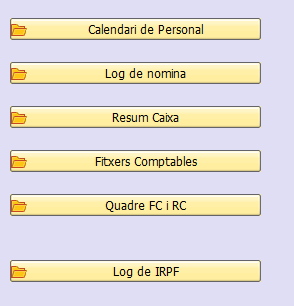 Calendari de Personal
Log de nomina
Resum Caixa
Fitxers Comptables
Quadre FC i RC
Log de IRPF